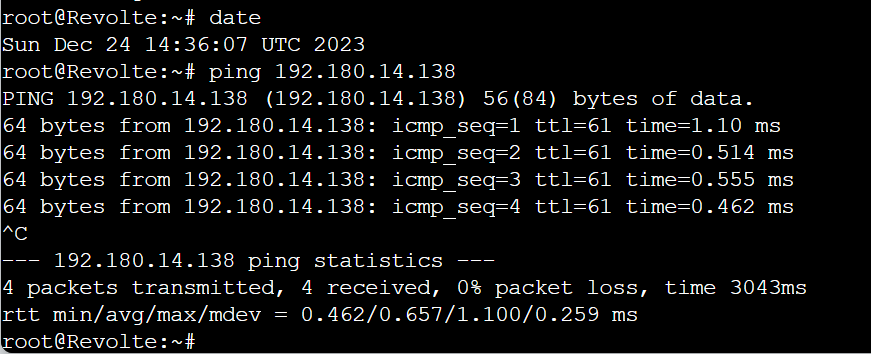 root@Revolte:~# date
Sun Dec 24 14:36:07 UTC 2023
root@Revolte:~# ping 192.180.14.138
PING 192.180.14.138 (192.180.14.138) 56(84) bytes of data.
64 bytes from 192.180.14.138: icmp_seq=1 ttl=61 time=1.10 ms
64 bytes from 192.180.14.138: icmp_seq=2 ttl=61 time=0.514 ms
64 bytes from 192.180.14.138: icmp_seq=3 ttl=61 time=0.555 ms
64 bytes from 192.180.14.138: icmp_seq=4 ttl=61 time=0.462 ms
^C
--- 192.180.14.138 ping statistics ---
4 packets transmitted, 4 received, 0% packet loss, time 3043ms
rtt min/avg/max/mdev = 0.462/0.657/1.100/0.259 ms
root@Revolte:~#